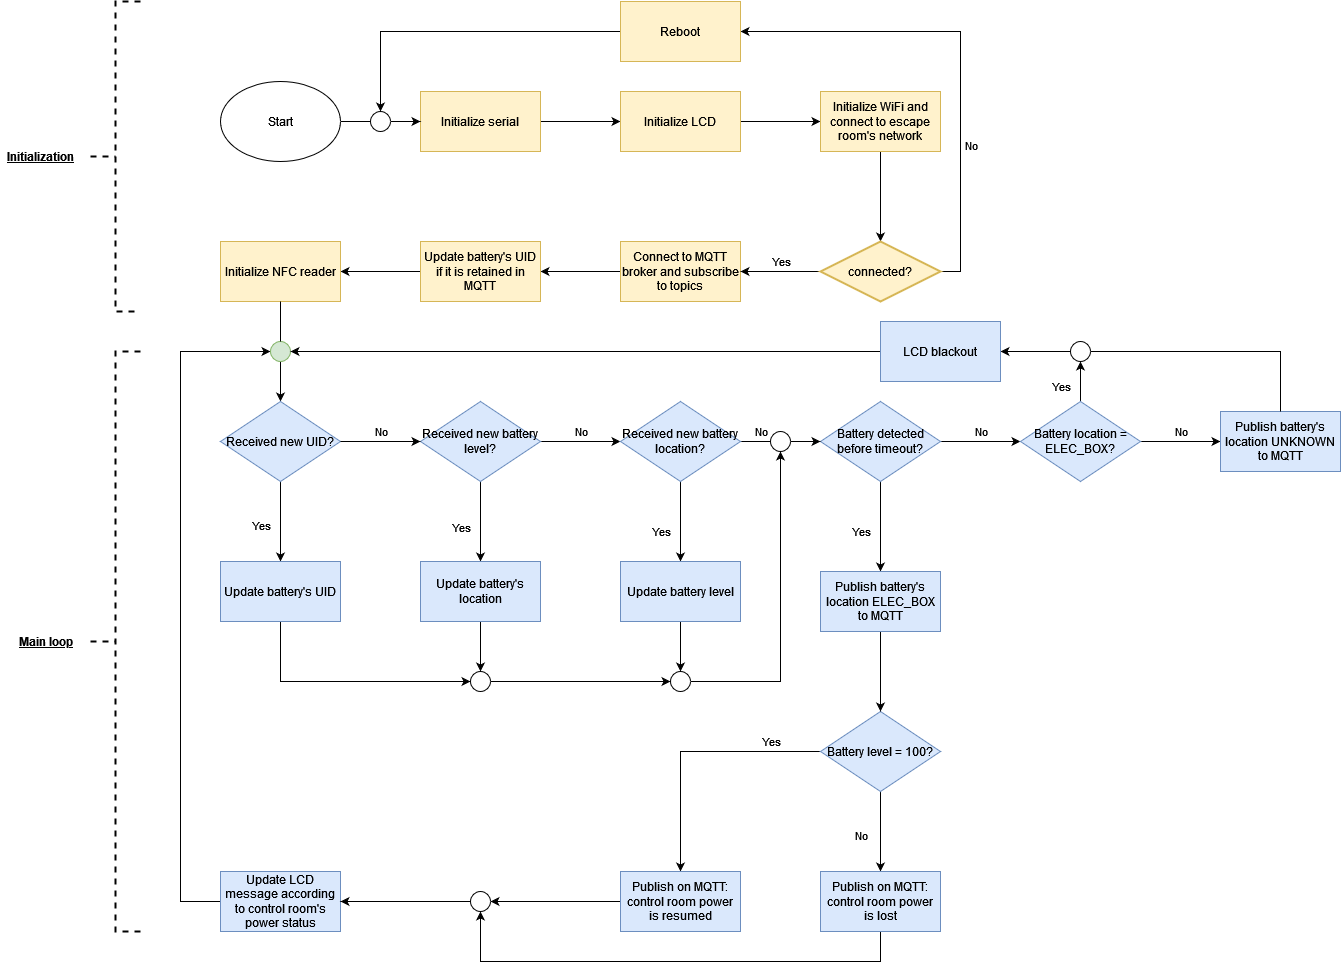 Reboot
Start
Initialize serial
Initialize LCD
Initialize WiFi and
connect to escape
room's network
Initialization
No
Initialize NFC reader
Update battery's UID
if it is retained in
MQTT
Connect to MQTT
broker and subscribe
to topics
Yes
connected?
LCD blackout
Yes
Received new UID?
No
Received new battery
level?
No
Received new battery
location?
No
Battery detected
before timeout?
No
Battery location =
ELEC_BOX?
No
Publish battery's
location UNKNOWN
to MQTT
Yes
Yes
Yes
Yes
Update battery's UID
Update battery's
location
Update battery level
Publish battery's
location ELEC_BOX
to MQTT
Main loop
Yes
Battery level = 100?
No
Update LCD
message according
to control room's
power status
Publish on MQTT:
control room power
is resumed
Publish on MQTT:
control room power
is lost